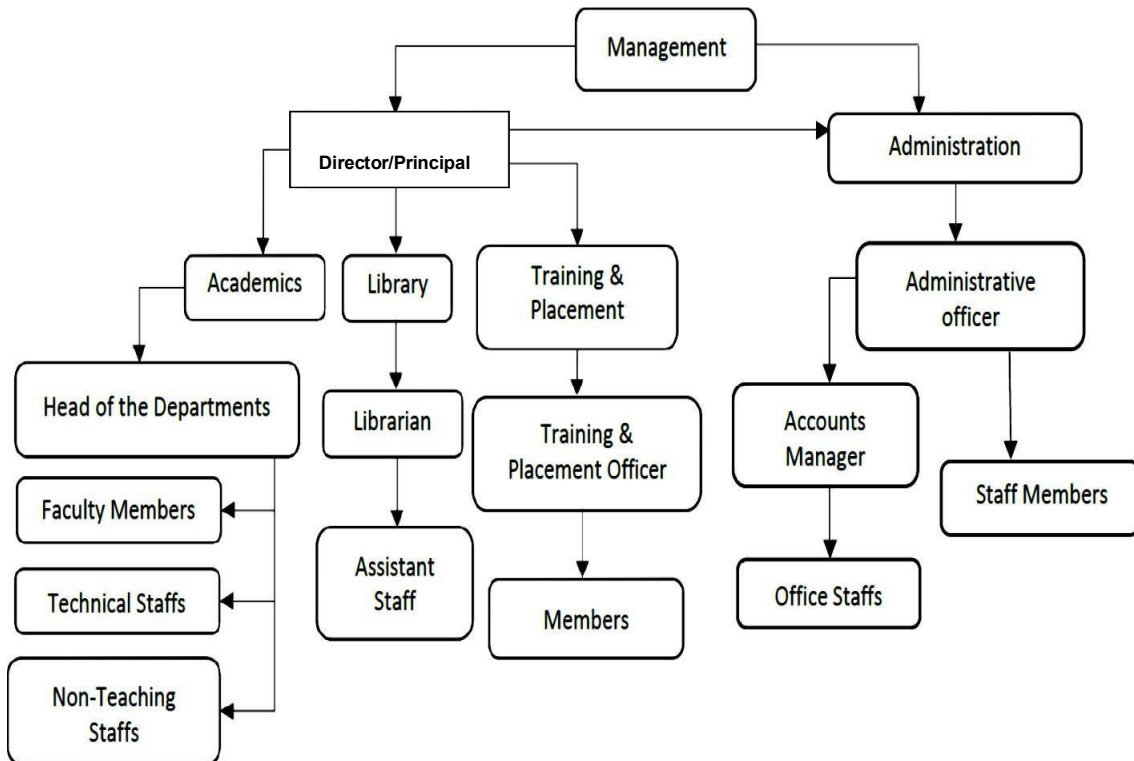 Management
Director/Principal
Administration
Academics
Library
Training &
Placement
Administrative
officer
Head of the Departments
Librarian
Training &
Placement Officer
Accounts
Manager
Faculty Members
Staff Members
Assistant
Staff
Technical Staffs
Members
Office Staffs
Non-Teaching
Staffs